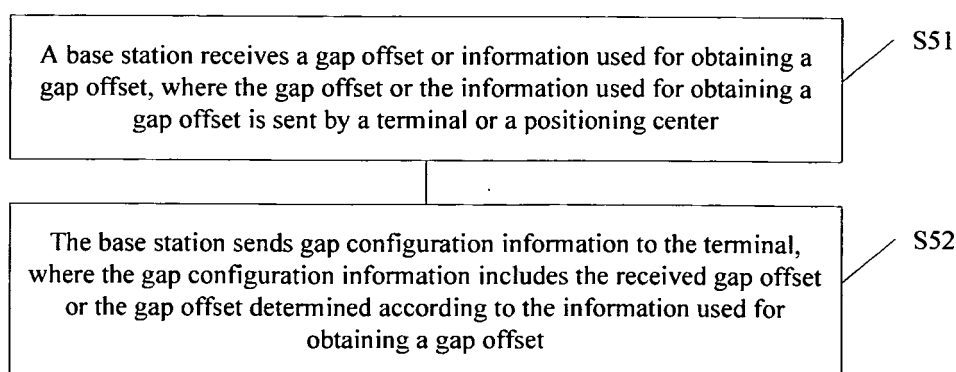 A base station receives a gap offset or information used for obtaining a
gap offset, where the gap offset or the information used for obtaining a
gap offset is sent by a terminal or a positioning center
S51
The base station sends gap configuration information to the terminal,
where the gap configuration information includes the received gap offset
or the gap offset determined according to the information used for
obtaining a gap offset
S52